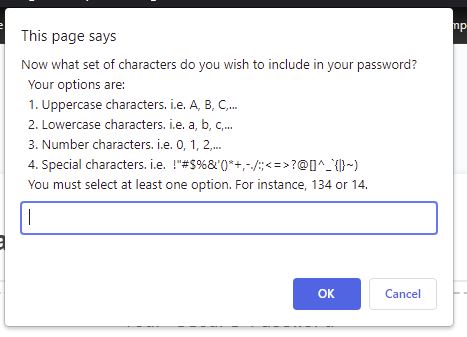 This page says
Now what set of characters do you wish to include in your password?
Your options are:
1. Uppercase characters. i.e. A, B, C,...
2. Lowercase characters. i.e. a, b, c,...
3. Number characters. i.e. 0, 1, 2,...
4. Special characters. i.e. !"#$%&'()*+,-./:;<=>?@[]^_`{|}~)
You must select at least one option. For instance, 134 or 14.
OK Cancel